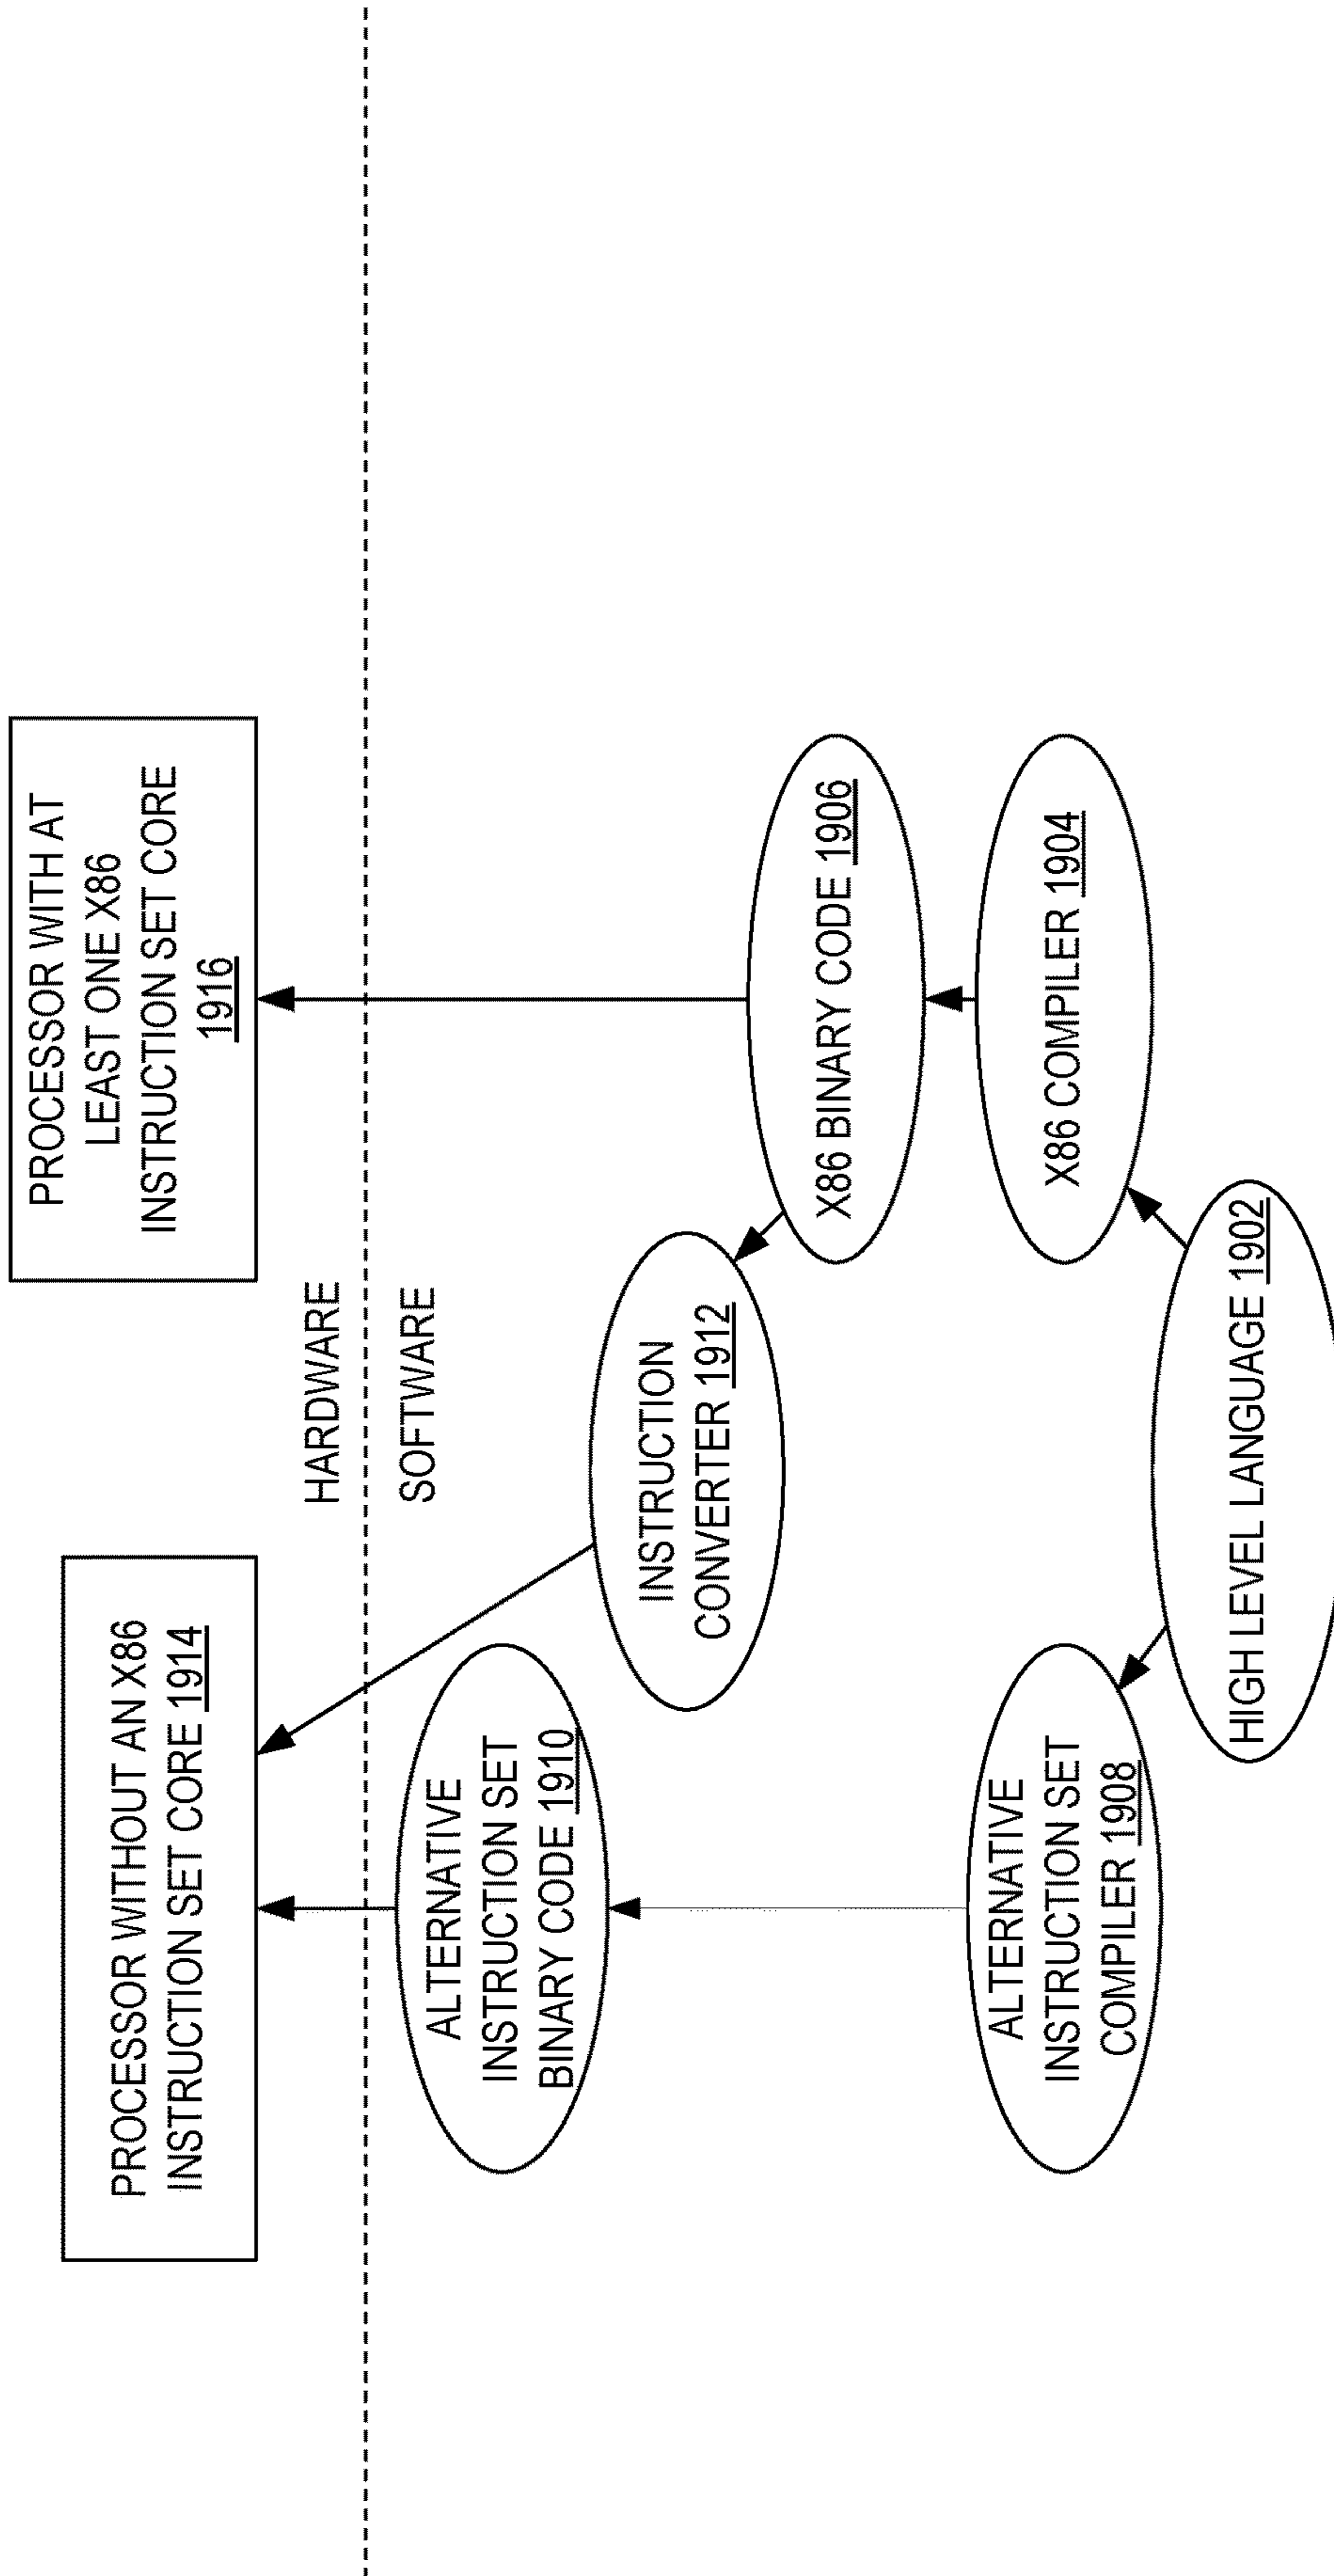 PROCESSOR WITHOUT AN X86
INSTRUCTION SET CORE 1914
PROCESSOR WITH AT
LEAST ONE X86
INSTRUCTION SET CORE
1916
HARDWARE
SOFTWARE
ALTERNATIVE
INSTRUCTION SET
BINARY CODE 1910
INSTRUCTION
CONVERTER 1912
X86 BINARY CODE 1906
ALTERNATIVE
INSTRUCTION SET
COMPILER 1908
X86 COMPILER 1904
HIGH LEVEL LANGUAGE 1902